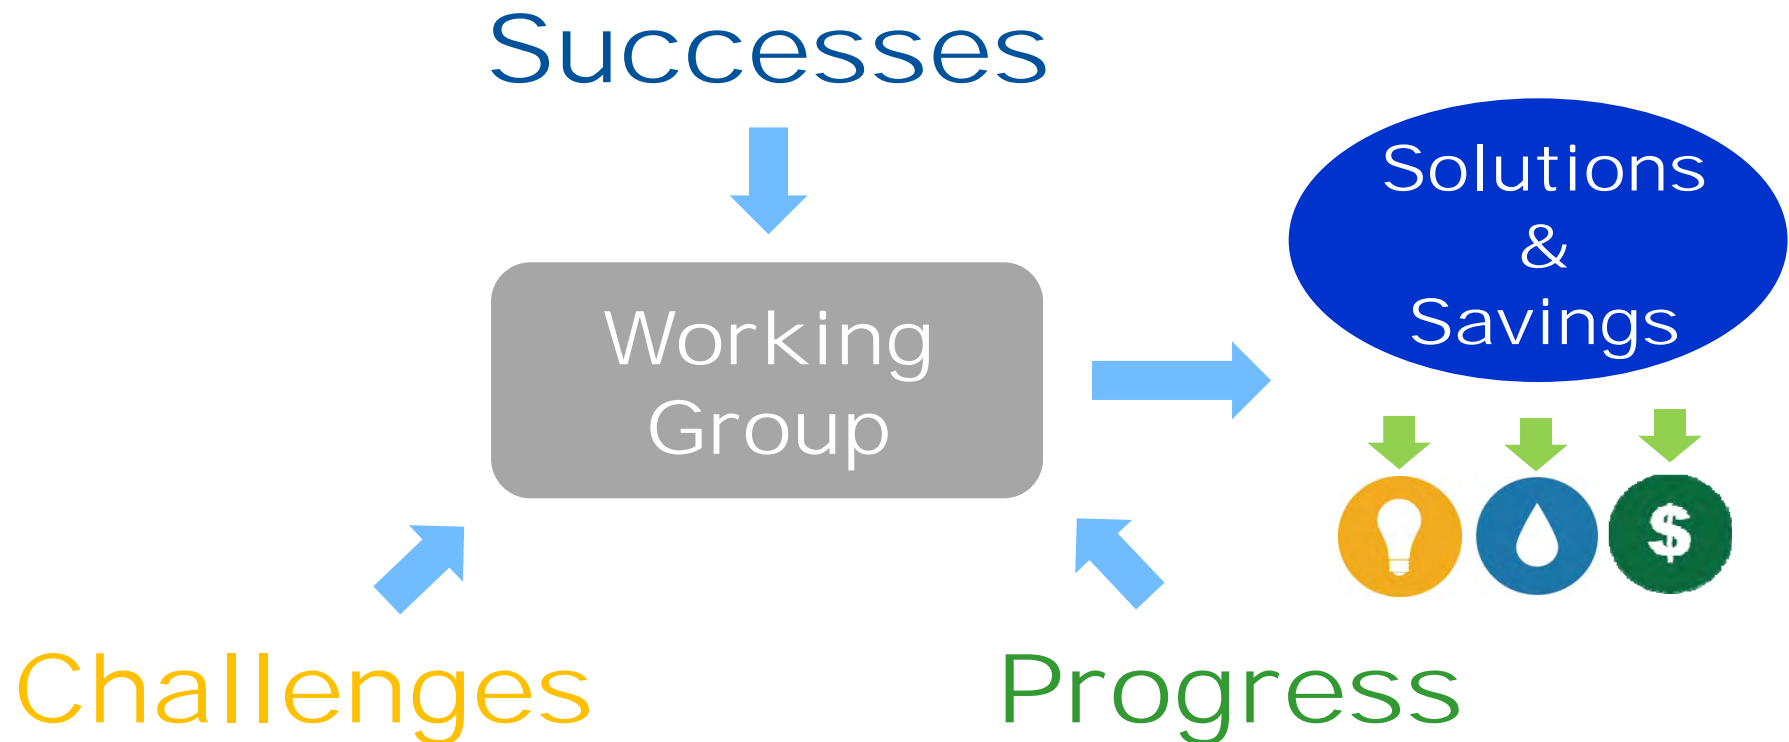 Successes
Solutions
&
Savings
Working
Group
$
Challenges
Progress